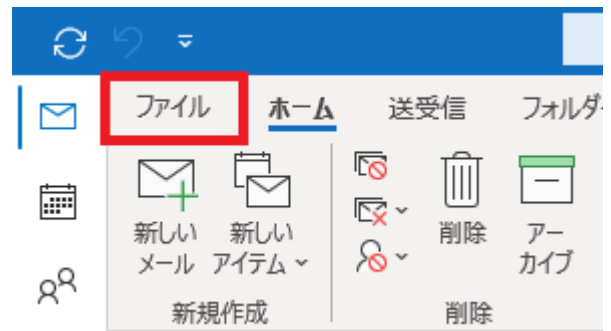 ファイル ホーム 送受信 フォルダー
新しい 新しい 削除 アー
メール アイテム カイブ
新規作成 削除